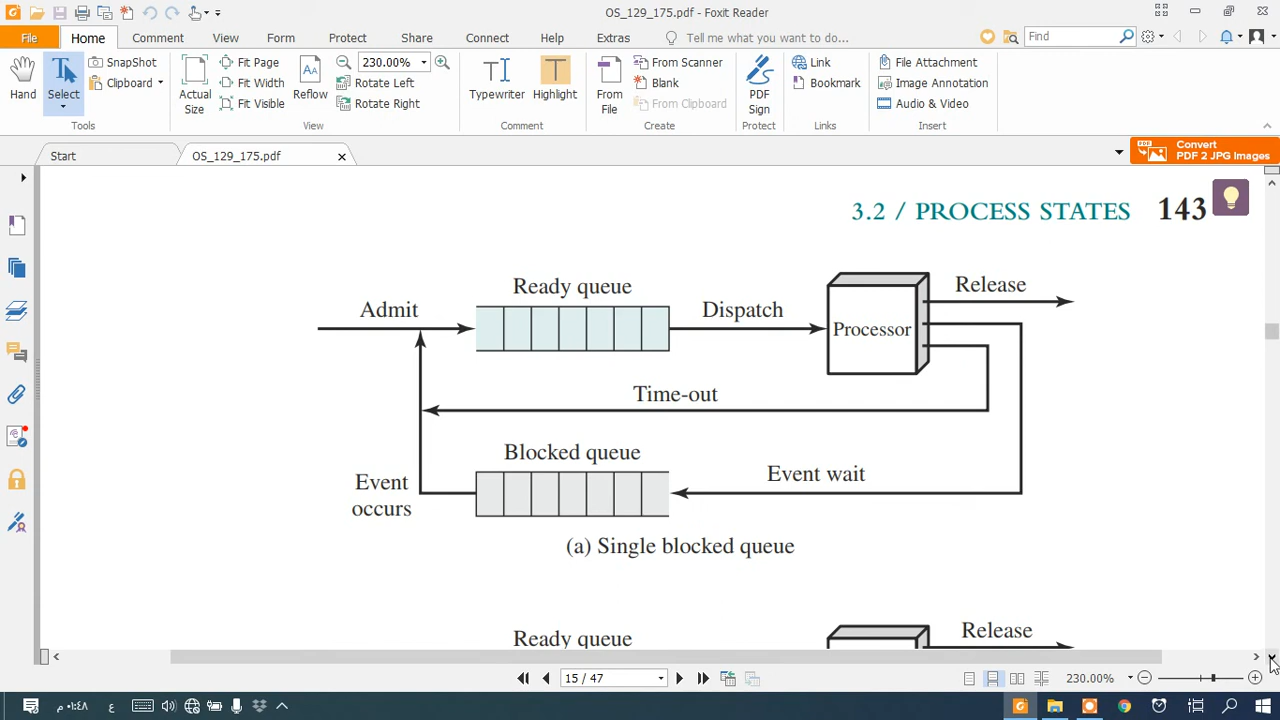 OS_129_175.pdf - Foxit Reader
File Home Comment View Form Protect Share Connect Help Extras Tell me what you want to do... Find
Hand
Select
SnapShot
Clipboard
Tools
Actual
Size
Fit Page
Fit Width
Fit Visible
Reflow
230.00%
Rotate Left
Rotate Right
View
Typewriter
Highlight
Comment
From
File
From Scanner
Blank
From Clipboard
Create
PDF
Sign
Protect
Link
Bookmark
Links
File Attachment
Image Annotation
Audio & Video
Insert
Start
OS_129_175.pdf
Convert
PDF 2 JPG Images
3.2 / PROCESS STATES 143
Ready queue
Release
Admit
Dispatch
Processor
Time-out
Blocked queue
Event wait
Event
occurs
(a) Single blocked queue
Ready queue
Release
15 / 47
230.00%
٠١:٤٨ م
ع